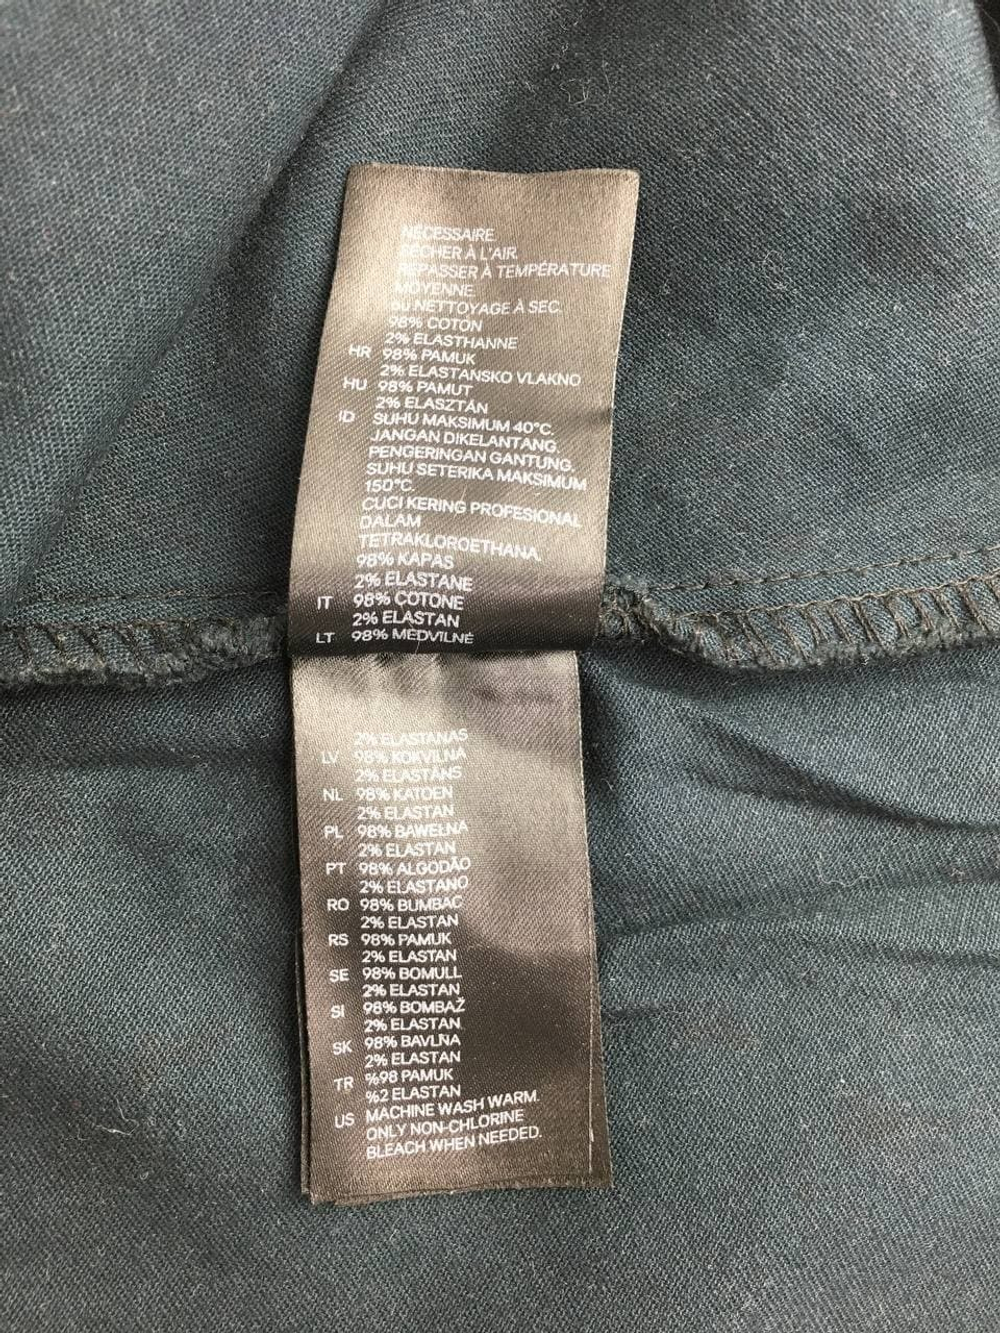 NÉCESSAIRE.
SÉCHER À L'AIR.
REPASSER À TEMPÉRATURE
MOYENNE.
OU NETTOYAGE À SEC.
98% COTON
2% ELASTHANNE
HR 98% PAMUK
2% ELASTANSKO VLAKNO
HU 98% PAMUT
2% ELASZTÁN
ID SUHU MAKSIMUM 40°C.
JANGAN DIKELANTANG.
PENGERINGAN GANTUNG.
SUHU SETERIKA MAKSIMUM
150°C.
CUCI KERING PROFESIONAL
DALAM
TETRAKLOROETHANA.
98% KAPAS
2% ELASTANE
IT 98% COTONE
2% ELASTAN
LT 98% MEDVILNĖ
2% ELASTANAS
LV 98% KOKVILNA
2% ELASTĀNS
NL 98% KATOEN
2% ELASTAN
PL 98% BAWEŁNA
2% ELASTAN
PT 98% ALGODÃO
2% ELASTANO
RO 98% BUMBAC
2% ELASTAN
RS 98% PAMUK
2% ELASTAN
SE 98% BOMULL
2% ELASTAN
SI 98% BOMBAŽ
2% ELASTAN
SK 98% BAVLŇA
2% ELASTAN
TR %98 PAMUK
%2 ELASTAN
US MACHINE WASH WARM.
ONLY NON-CHLORINE
BLEACH WHEN NEEDED.